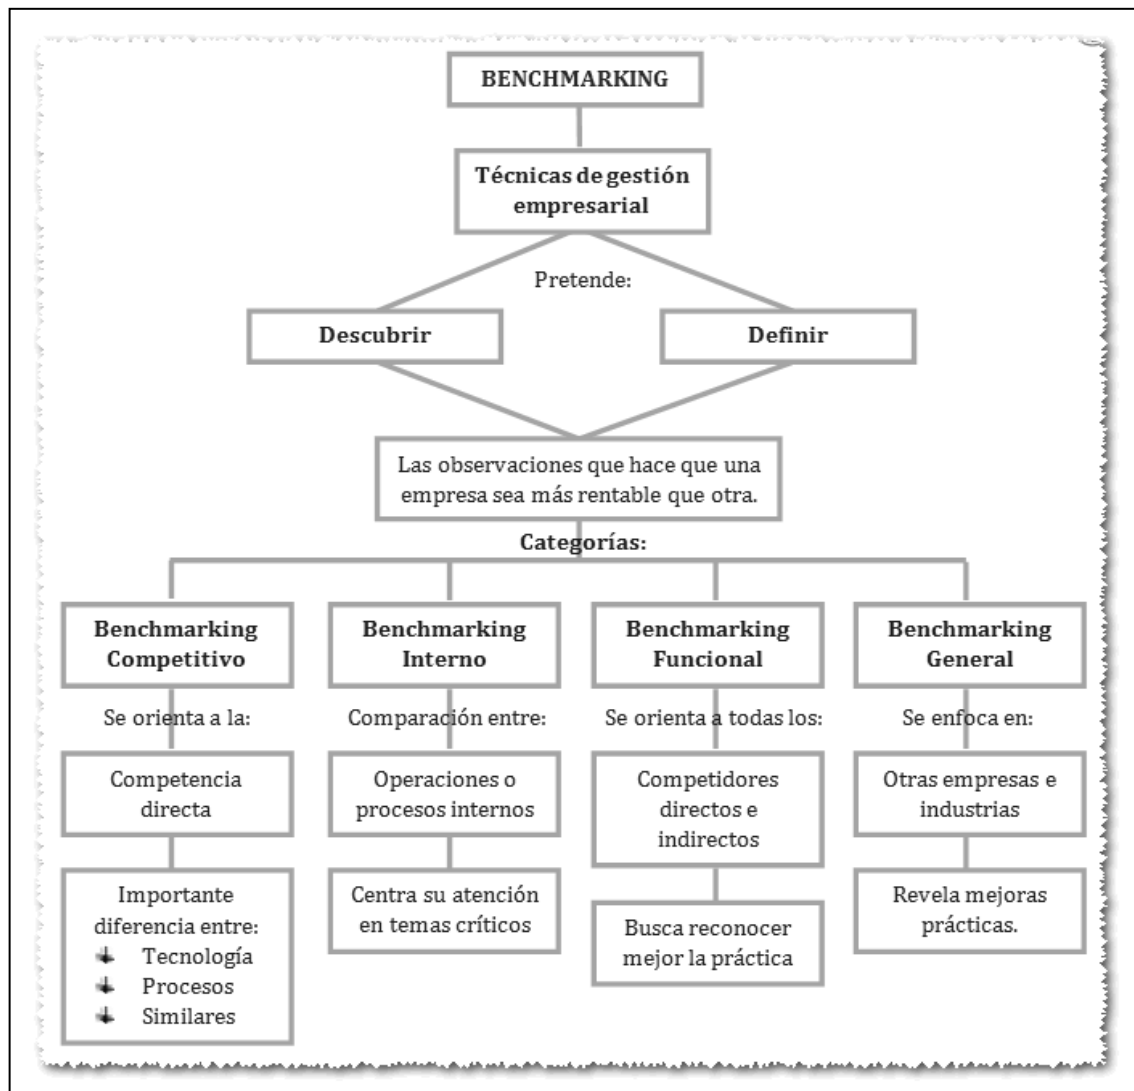 BENCHMARKING
Técnicas de gestión
empresarial
Pretende:
Descubrir
Definir
Las observaciones que hace que una
empresa sea más rentable que otra.
Categorías:
Benchmarking
Competitivo
Se orienta a la:
Competencia
directa
Importante
diferencia entre:
Tecnología
Procesos
Similares
Benchmarking
Interno
Comparación entre:
Operaciones o
procesos internos
Centra su atención
en temas críticos
Benchmarking
Funcional
Se orienta a todas los:
Competidores
directos e
indirectos
Busca reconocer
mejor la práctica
Benchmarking
General
Se enfoca en:
Otras empresas e
industrias
Revela mejoras
prácticas.